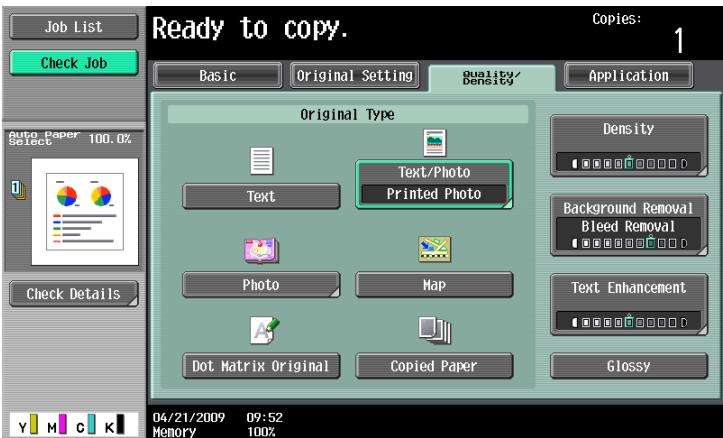 Job List
Check Job
Ready to copy.
Copies:
1
Basic
Original Setting
Quality/
Density
Application
Auto Paper
Select
100.0%
1
Check Details
Original Type
Text
Text/Photo
Printed Photo
Photo
Map
Dot Matrix Original
Copied Paper
Density
Background Removal
Bleed Removal
Text Enhancement
Glossy
Y M C K
04/21/2009 09:52
Memory 100%